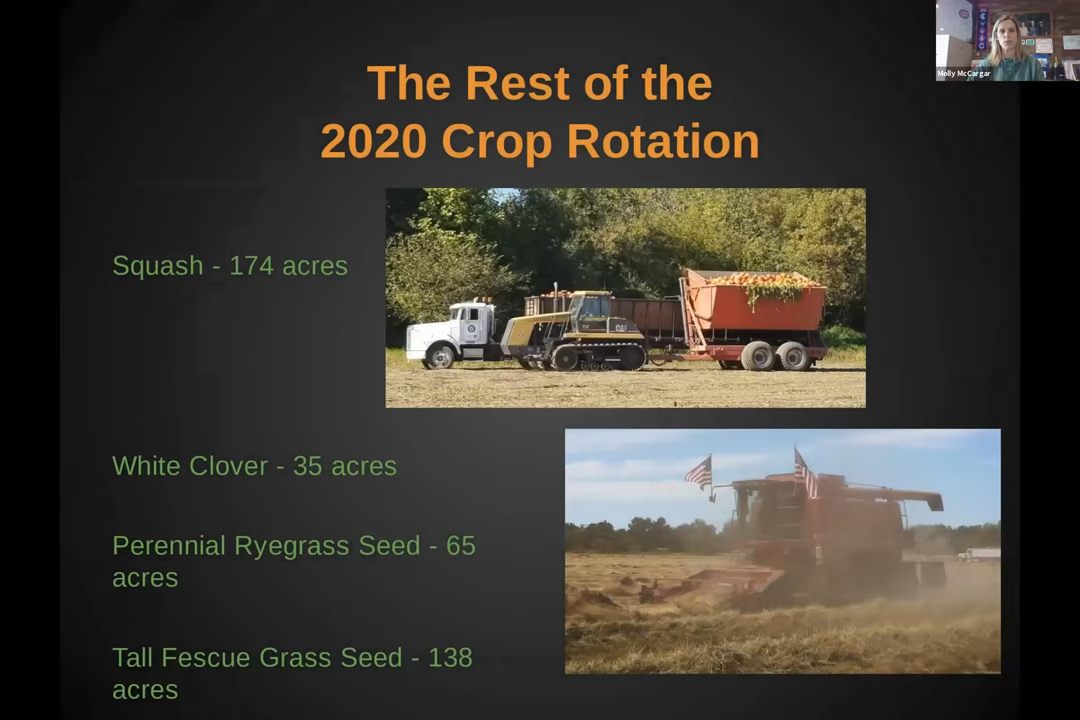 Molly McCargar
The Rest of the
2020 Crop Rotation
Squash - 174 acres
CAT
White Clover - 35 acres
Perennial Ryegrass Seed - 65
acres
Tall Fescue Grass Seed - 138
acres